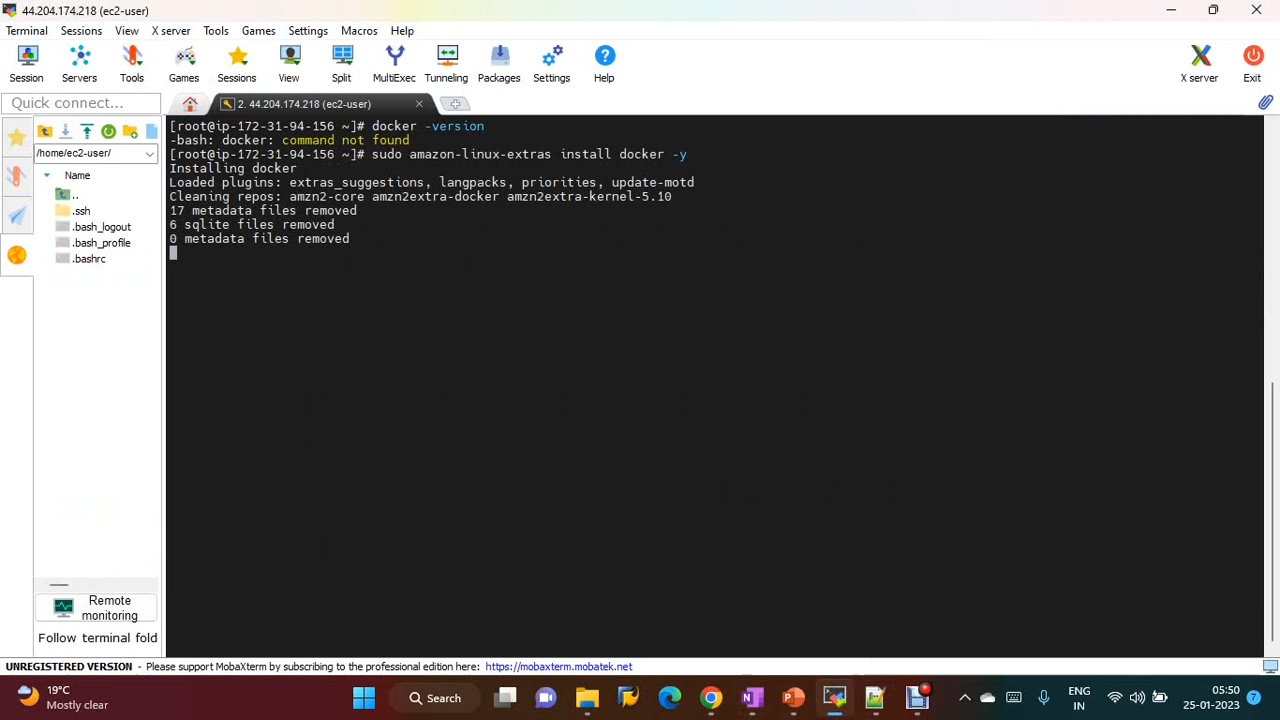 44.204.174.218 (ec2-user)
Terminal Sessions View X server Tools Games Settings Macros Help
Session Servers Tools Games Sessions View Split MultiExec Tunneling Packages Settings Help X server Exit
Quick connect...
2. 44.204.174.218 (ec2-user)
/home/ec2-user/
Name
..
.ssh
.bash_logout
.bash_profile
.bashrc
[root@ip-172-31-94-156 ~]# docker -version
-bash: docker: command not found
[root@ip-172-31-94-156 ~]# sudo amazon-linux-extras install docker -y
Installing docker
Loaded plugins: extras_suggestions, langpacks, priorities, update-motd
Cleaning repos: amzn2-core amzn2extra-docker amzn2extra-kernel-5.10
17 metadata files removed
6 sqlite files removed
0 metadata files removed
Remote
monitoring
Follow terminal fold
UNREGISTERED VERSION - Please support MobaXterm by subscribing to the professional edition here: https://mobaxterm.mobatek.net
19°C
Mostly clear
Search
ENG
IN
05:50
25-01-2023
7